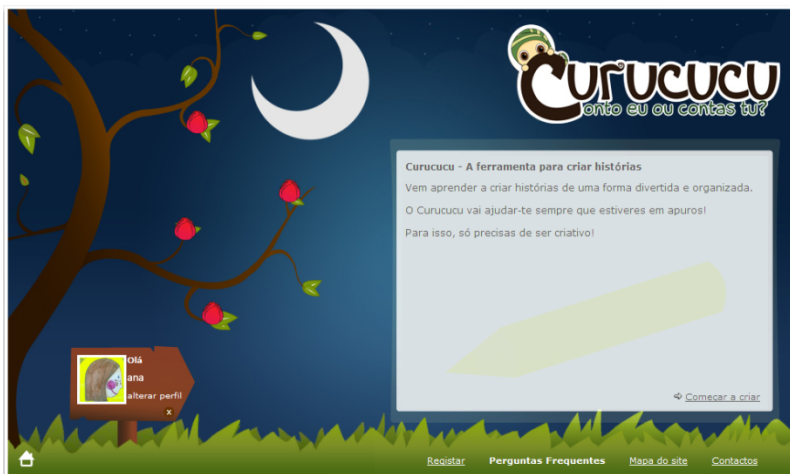 Curucucu
Conto eu ou contas tu?
Curucucu - A ferramenta para criar histórias
Vem aprender a criar histórias de uma forma divertida e organizada.
O Curucucu vai ajudar-te sempre que estiveres em apuros!
Para isso, só precisas de ser criativo!
Começar a criar
Olá
ana
alterar perfil
x
Registar Perguntas Frequentes Mapa do site Contactos